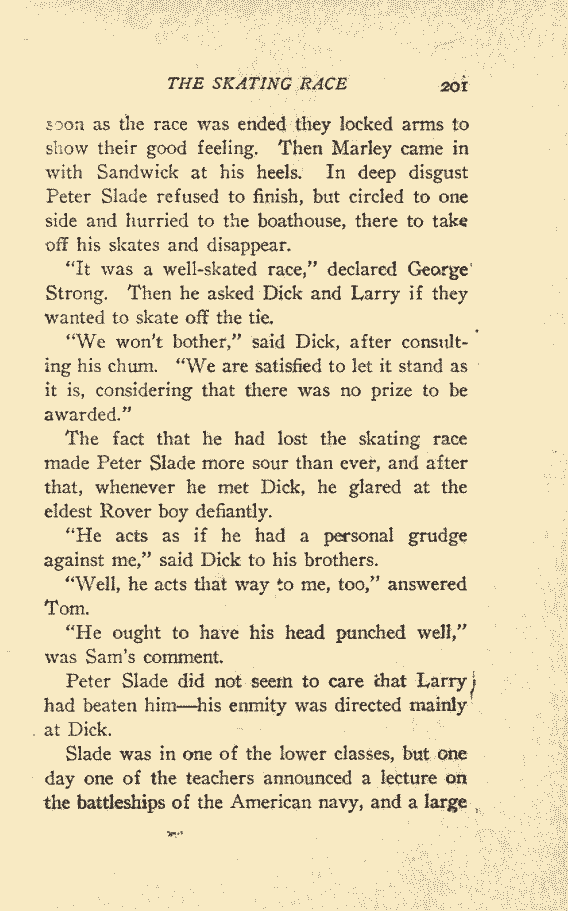 THE SKATING RACE 201
soon as the race was ended they locked arms to
show their good feeling. Then Marley came in
with Sandwick at his heels. In deep disgust
Peter Slade refused to finish, but circled to one
side and hurried to the boathouse, there to take
off his skates and disappear.
"It was a well-skated race," declared George
Strong. Then he asked Dick and Larry if they
wanted to skate off the tie.
"We won't bother," said Dick, after consult-
ing his chum. "We are satisfied to let it stand as
it is, considering that there was no prize to be
awarded."
The fact that he had lost the skating race
made Peter Slade more sour than ever, and after
that, whenever he met Dick, he glared at the
eldest Rover boy defiantly.
"He acts as if he had a personal grudge
against me," said Dick to his brothers.
"Well, he acts that way to me, too," answered
Tom.
"He ought to have his head punched well,"
was Sam's comment.
Peter Slade did not seem to care that Larry
had beaten him—his enmity was directed mainly
at Dick.
Slade was in one of the lower classes, but one
day one of the teachers announced a lecture on
the battleships of the American navy, and a large